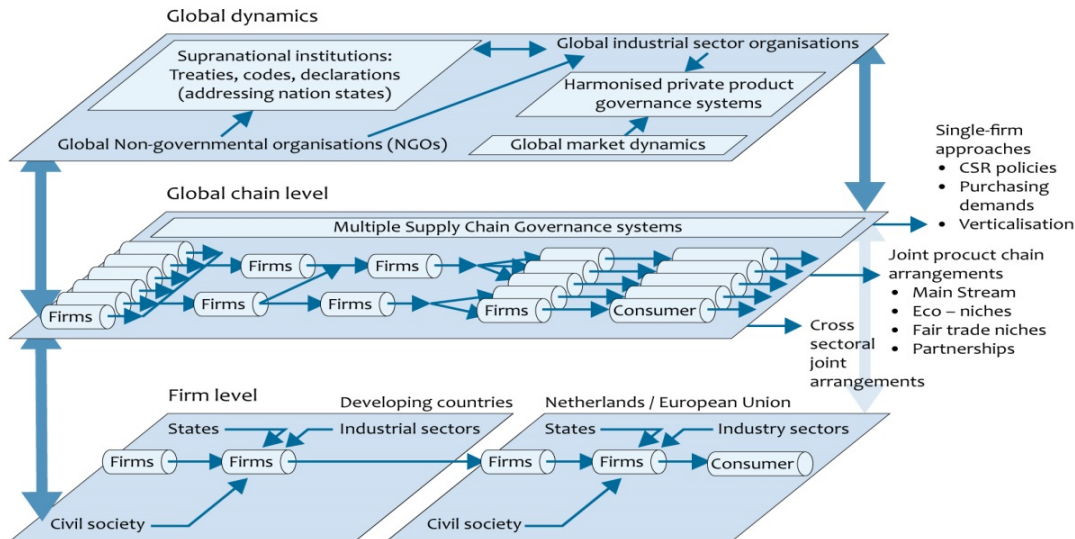 Global dynamics
Supranational institutions:
Treaties, codes, declarations
(addressing nation states)
Global industrial sector organisations
Harmonised private product
governance systems
Global Non-governmental organisations (NGOs)
Global market dynamics
Single-firm
approaches
• CSR policies
• Purchasing
demands
• Verticalisation
Global chain level
Multiple Supply Chain Governance systems
Firms
Firms
Firms
Firms
Firms
Firms
Consumer
Joint procuct chain
arrangements
• Main Stream
• Eco – niches
• Fair trade niches
• Partnerships
Cross
sectoral
joint
arrangements
Firm level
Developing countries
Netherlands / European Union
States
Industrial sectors
States
Industry sectors
Firms
Firms
Firms
Firms
Consumer
Civil society
Civil society